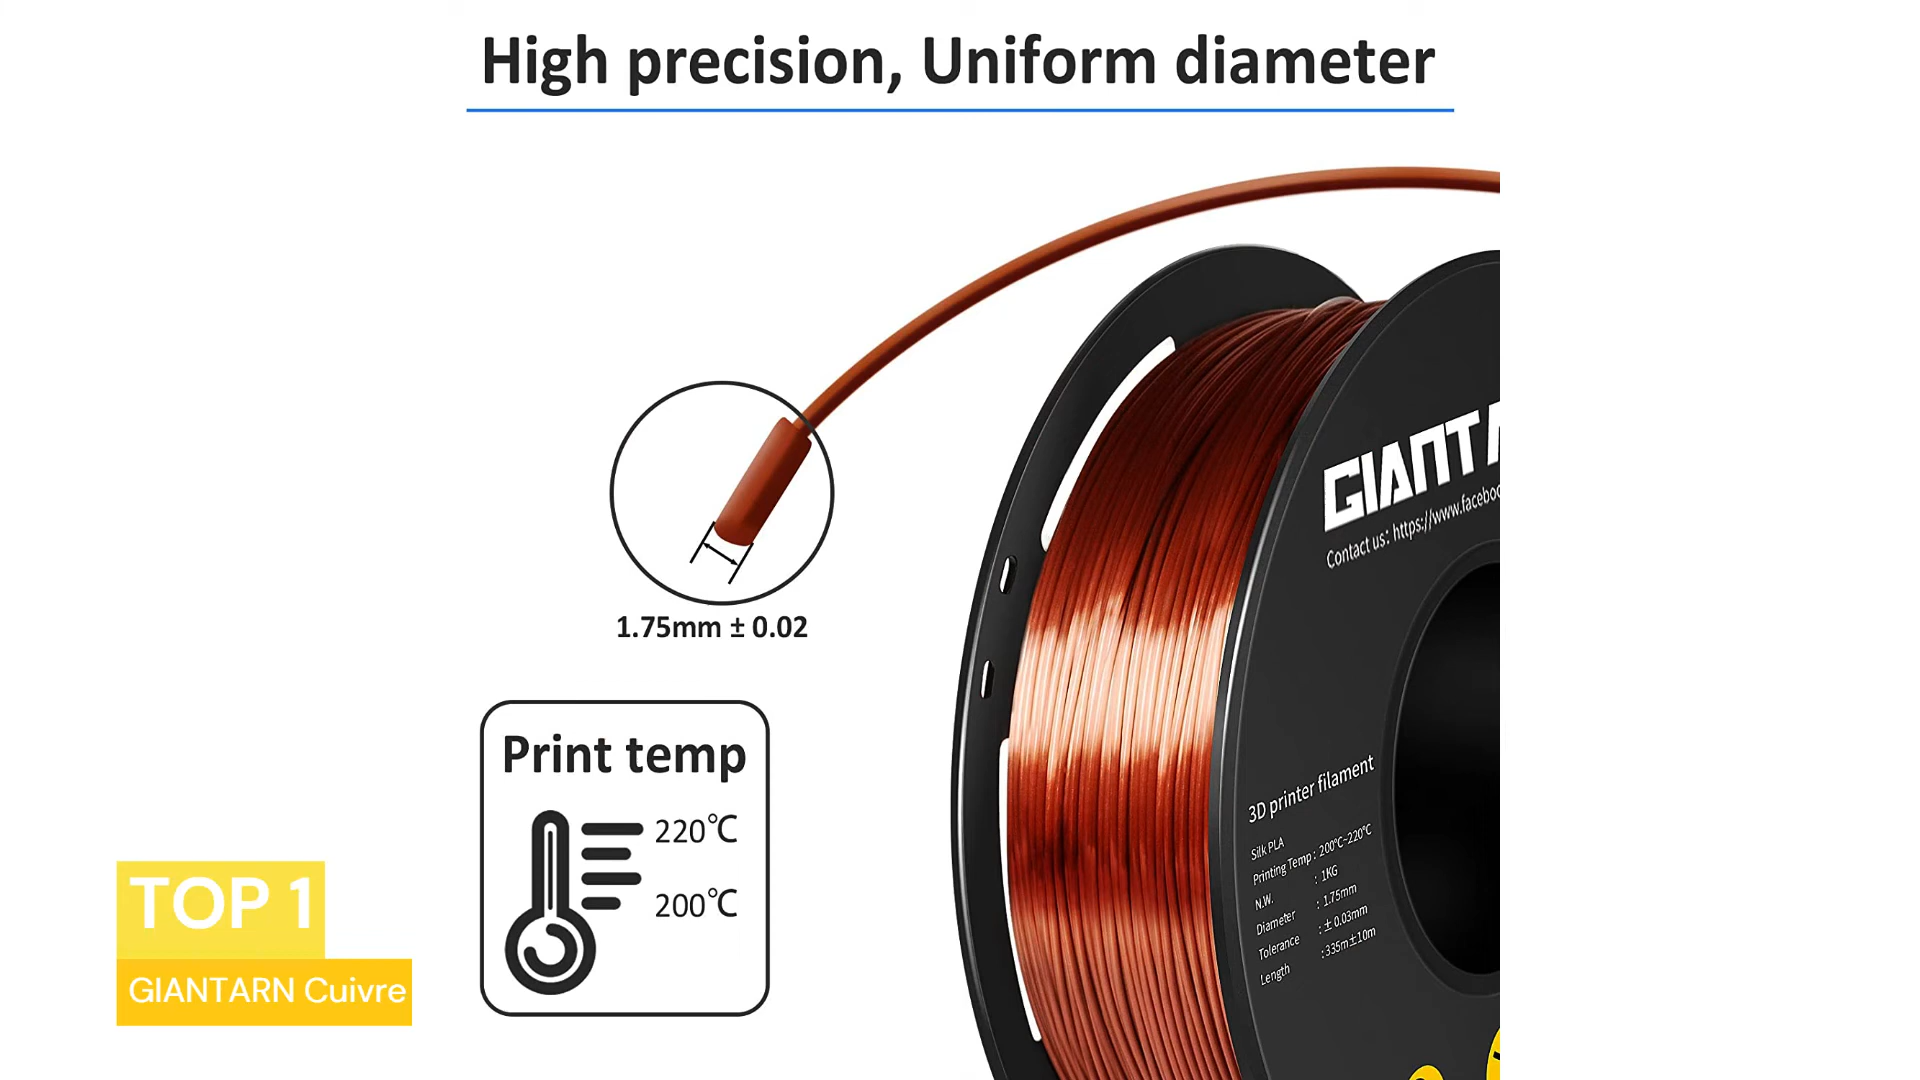 High precision, Uniform diameter
GIANTA
Contact us: https://www.facebo
1.75mm ± 0.02
Print temp
220℃
200℃
3D printer filament
Silk PLA
Printing Temp : 200℃~220℃
N.W. : 1KG
Diameter : 1.75mm
Tolerance : ± 0.03mm
Length : 335m±10m
TOP 1
GIANTARN Cuivre